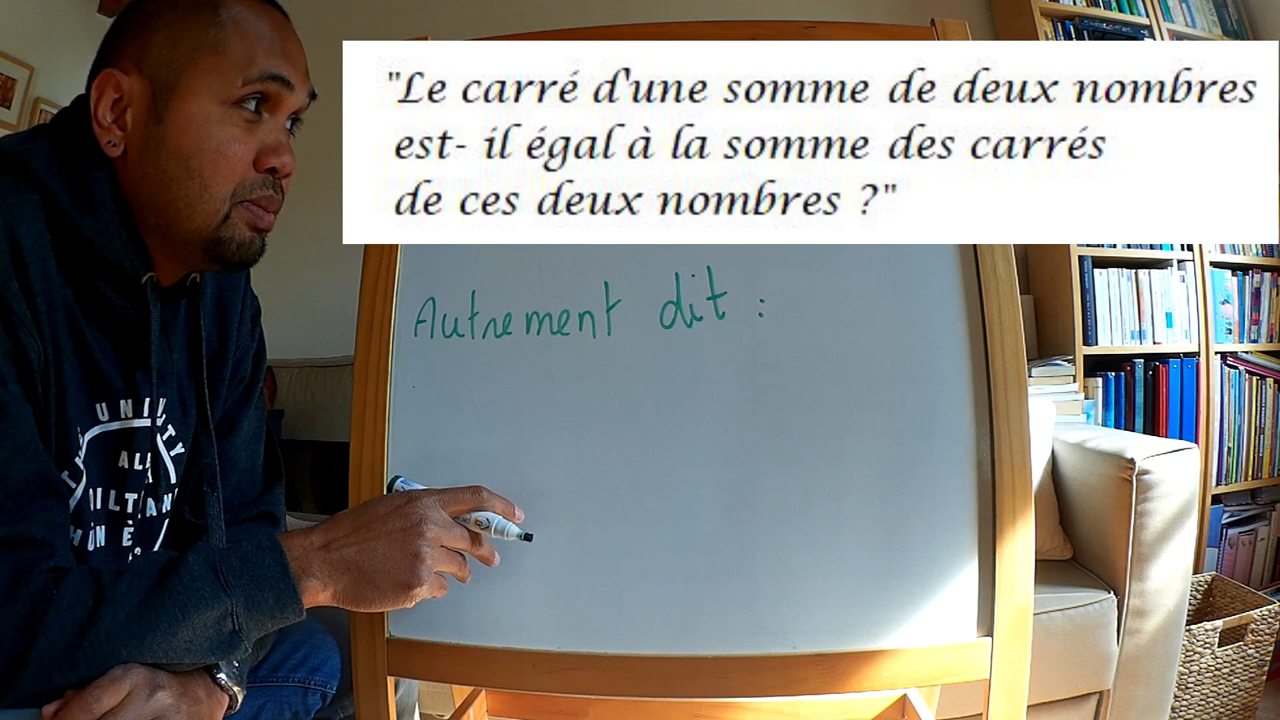 "Le carré d'une somme de deux nombres
est- il égal à la somme des carrés
de ces deux nombres ?"
Autrement dit :